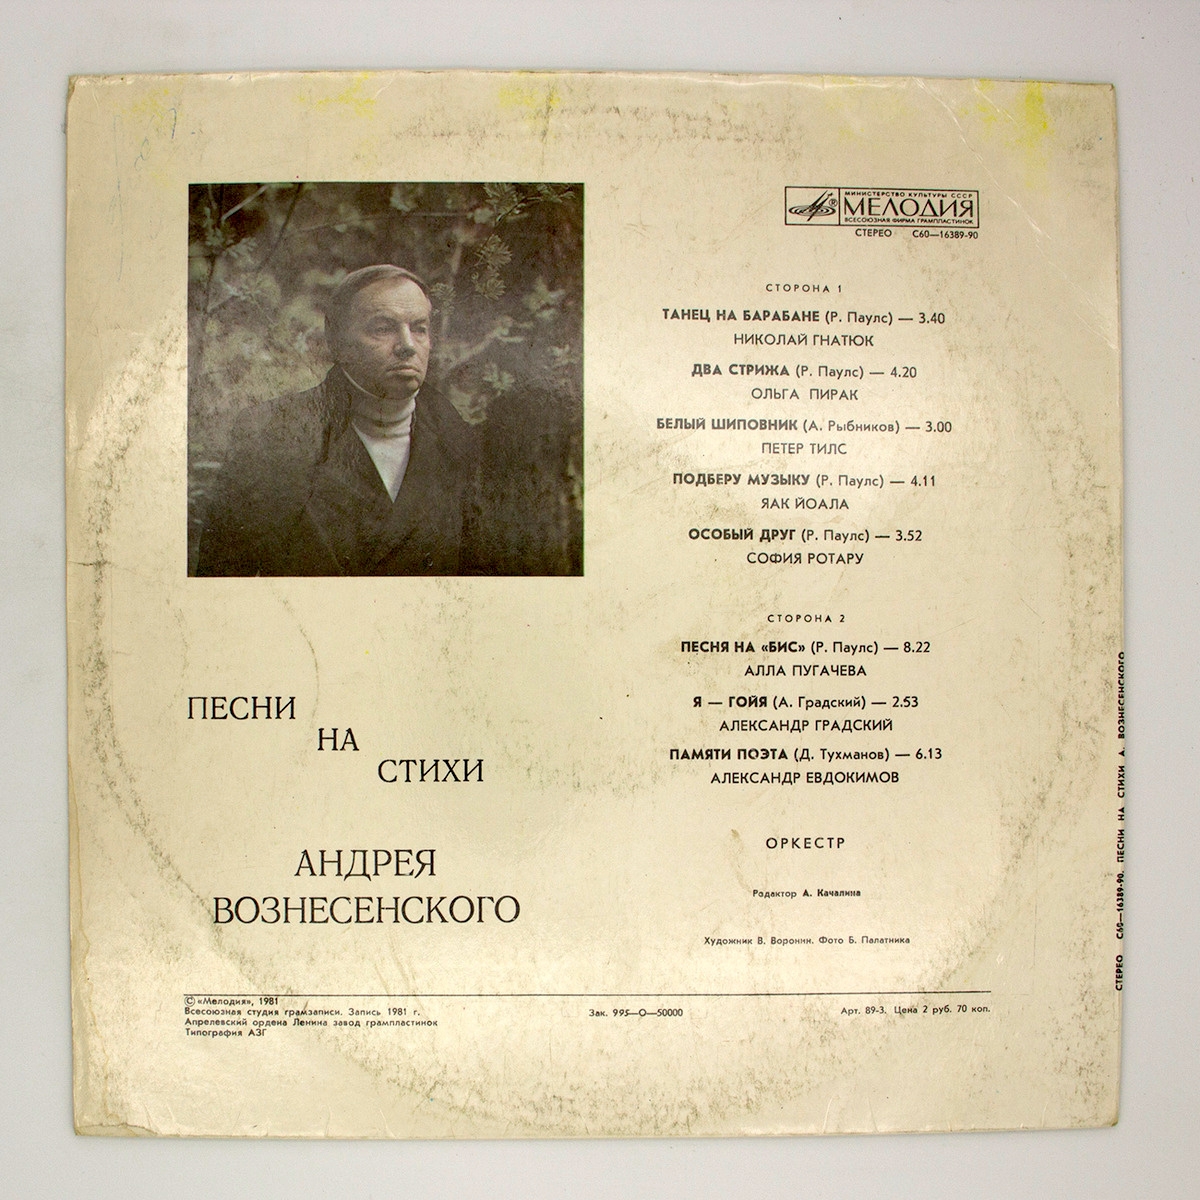 МИНИСТЕРСТВО КУЛЬТУРЫ СССР
МЕЛОДИЯ
ВСЕСОЮЗНАЯ ФИРМА ГРАМПЛАСТИНОК
СТЕРЕО С60—16389-90
СТОРОНА 1
ТАНЕЦ НА БАРАБАНЕ (Р. Паулс) — 3.40
НИКОЛАЙ ГНАТЮК
ДВА СТРИЖА (Р. Паулс) — 4.20
ОЛЬГА ПИРАК
БЕЛЫЙ ШИПОВНИК (А. Рыбников) — 3.00
ПЕТЕР ТИЛС
ПОДБЕРУ МУЗЫКУ (Р. Паулс) — 4.11
ЯАК ЙОАЛА
ОСОБЫЙ ДРУГ (Р. Паулс) — 3.52
СОФИЯ РОТАРУ
СТОРОНА 2
ПЕСНЯ НА «БИС» (Р. Паулс) — 8.22
АЛЛА ПУГАЧЕВА
Я — ГОЙЯ (А. Градский) — 2.53
АЛЕКСАНДР ГРАДСКИЙ
ПАМЯТИ ПОЭТА (Д. Тухманов) — 6.13
АЛЕКСАНДР ЕВДОКИМОВ
ОРКЕСТР
Редактор А. Качалина
Художник В. Воронин. Фото Б. Палатника
ПЕСНИ
НА
СТИХИ
АНДРЕЯ
ВОЗНЕСЕНСКОГО
© «Мелодия», 1981
Всесоюзная студия грамзаписи. Запись 1981 г.
Апрелевский ордена Ленина завод грампластинок
Типография АЗГ
Зак. 995—О—50000
Арт. 89-3. Цена 2 руб. 70 коп.
СТЕРЕО С60—16389-90. ПЕСНИ НА СТИХИ А. ВОЗНЕСЕНСКОГО